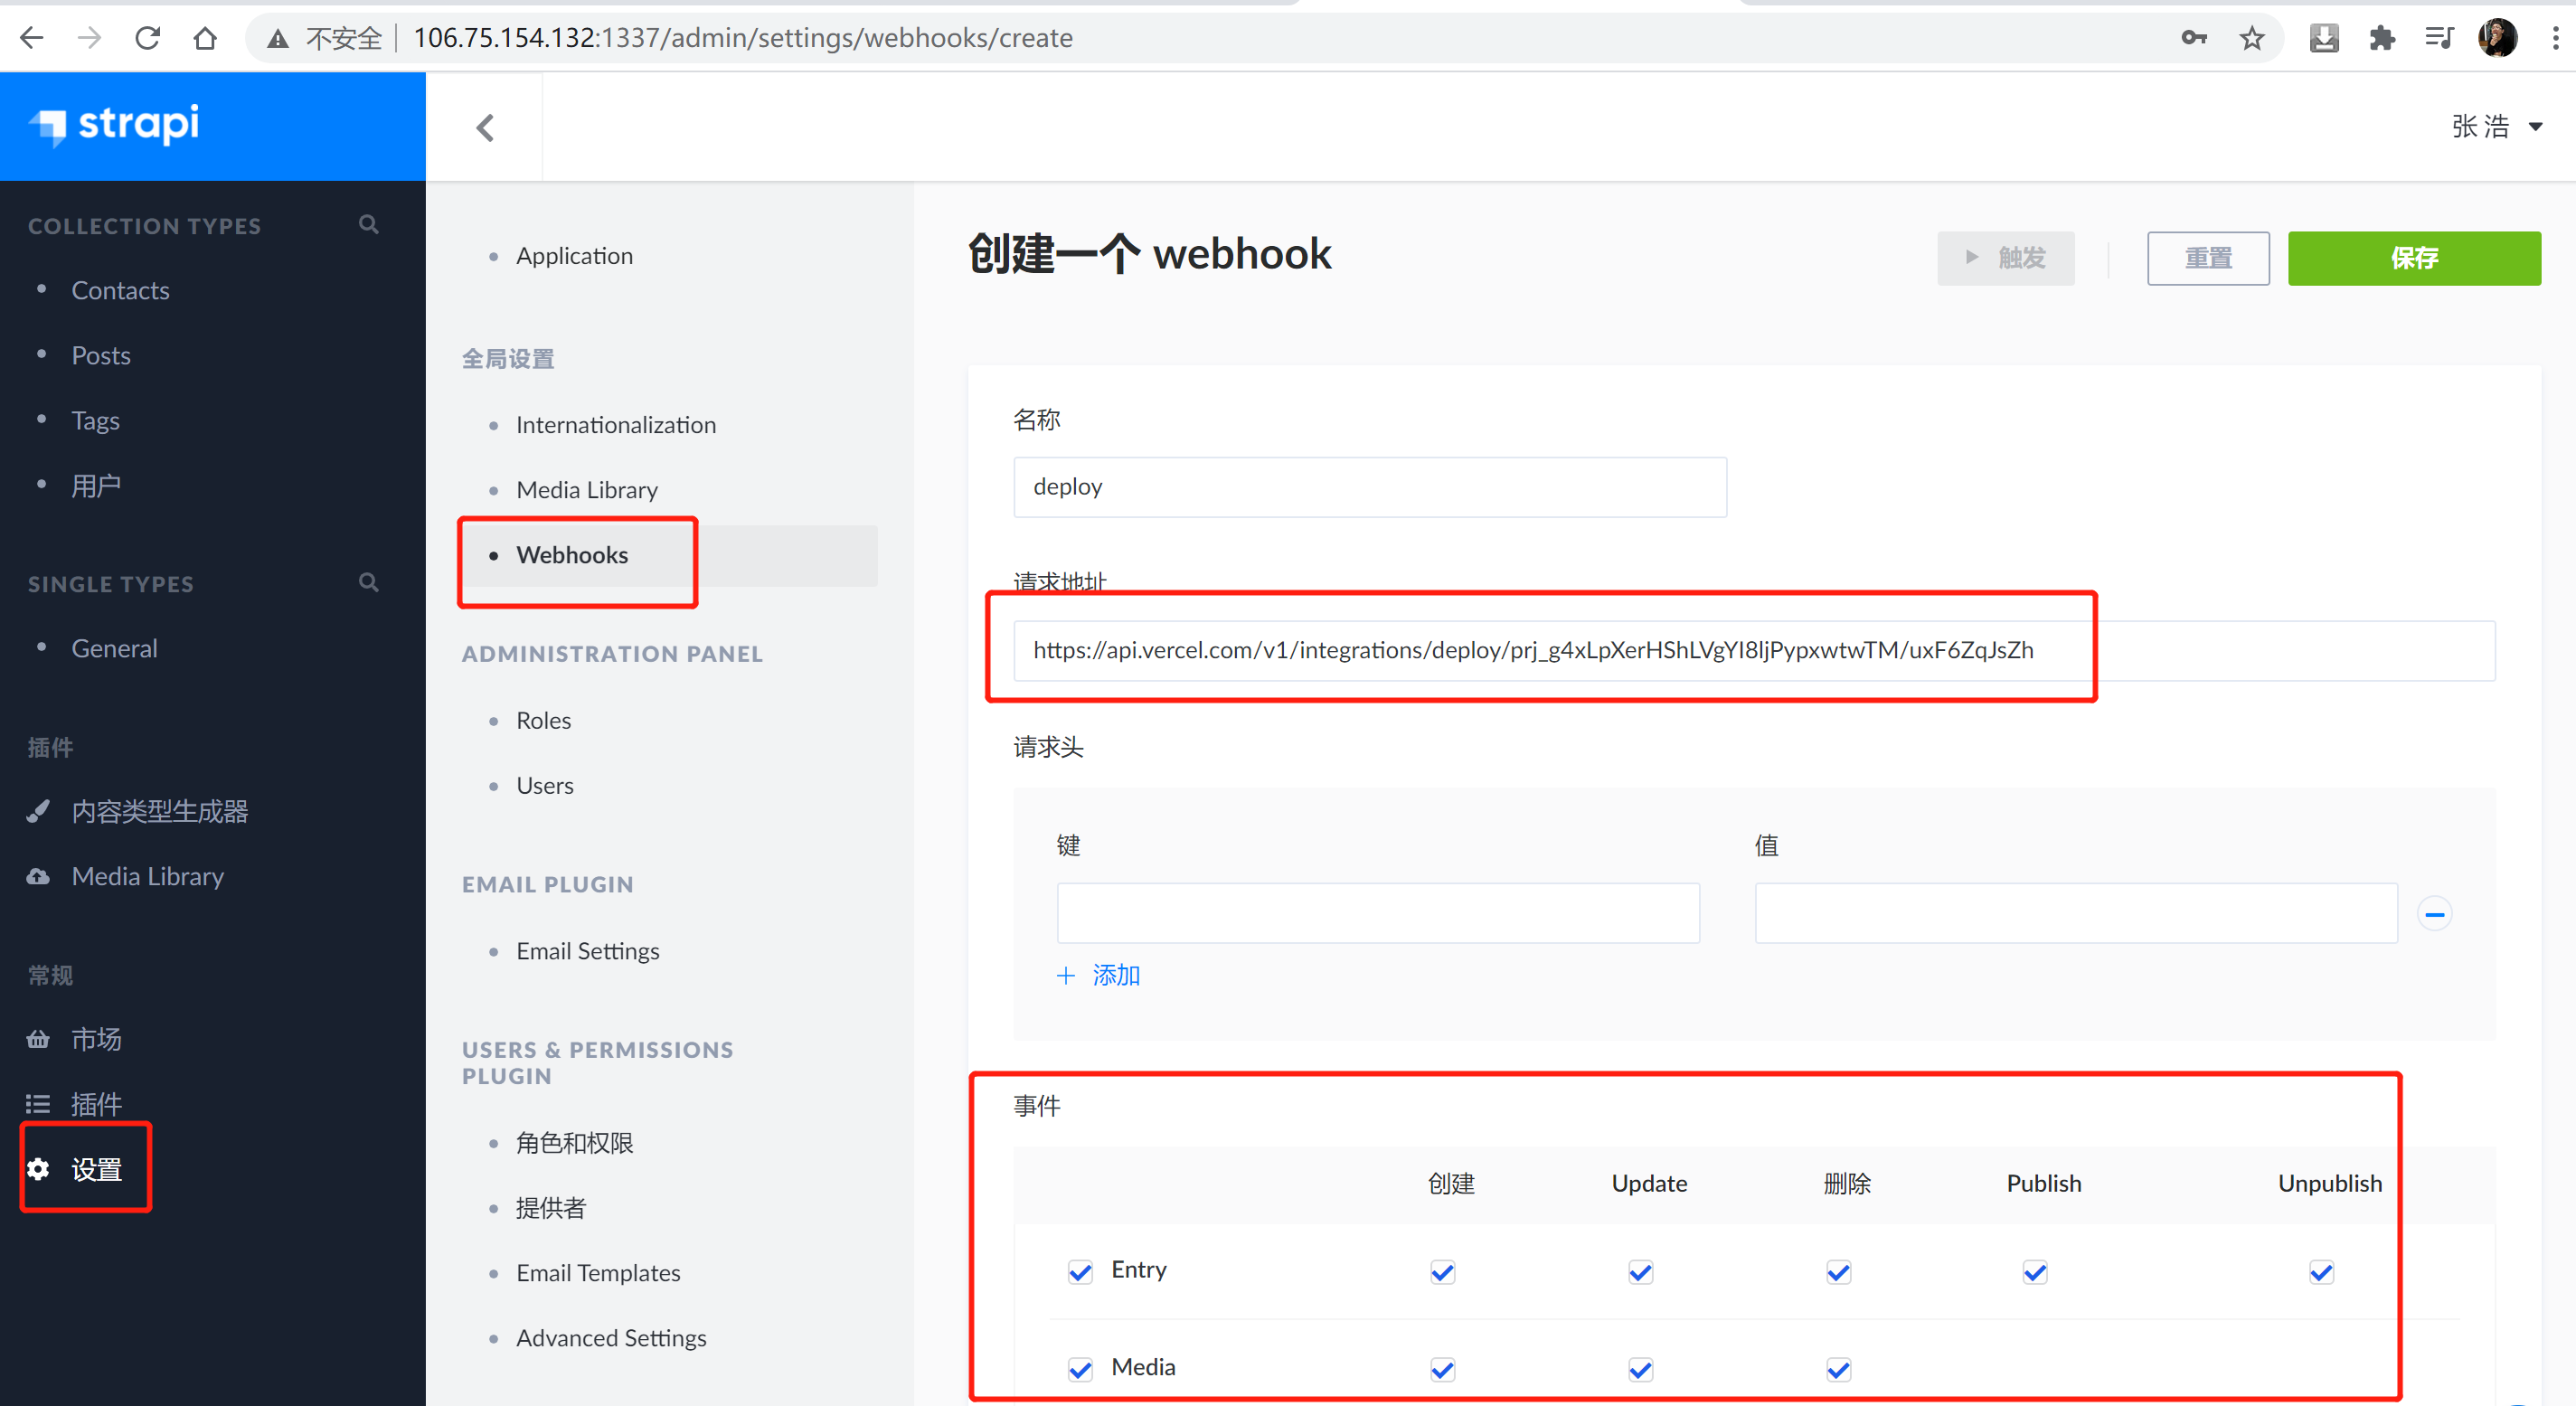 不安全 106.75.154.132:1337/admin/settings/webhooks/create
strapi
张 浩
COLLECTION TYPES
Contacts
Posts
Tags
用户
SINGLE TYPES
General
插件
内容类型生成器
Media Library
常规
市场
插件
设置
Application
全局设置
Internationalization
Media Library
Webhooks
ADMINISTRATION PANEL
Roles
Users
EMAIL PLUGIN
Email Settings
USERS & PERMISSIONS
PLUGIN
角色和权限
提供者
Email Templates
Advanced Settings
创建一个 webhook
触发
重置
保存
名称
deploy
请求地址
https://api.vercel.com/v1/integrations/deploy/prj_g4xLpXerHShLVgYI8ljPypxwtwTM/uxF6ZqJsZh
请求头
键 值
添加
事件
创建 Update 删除 Publish Unpublish
Entry
Media